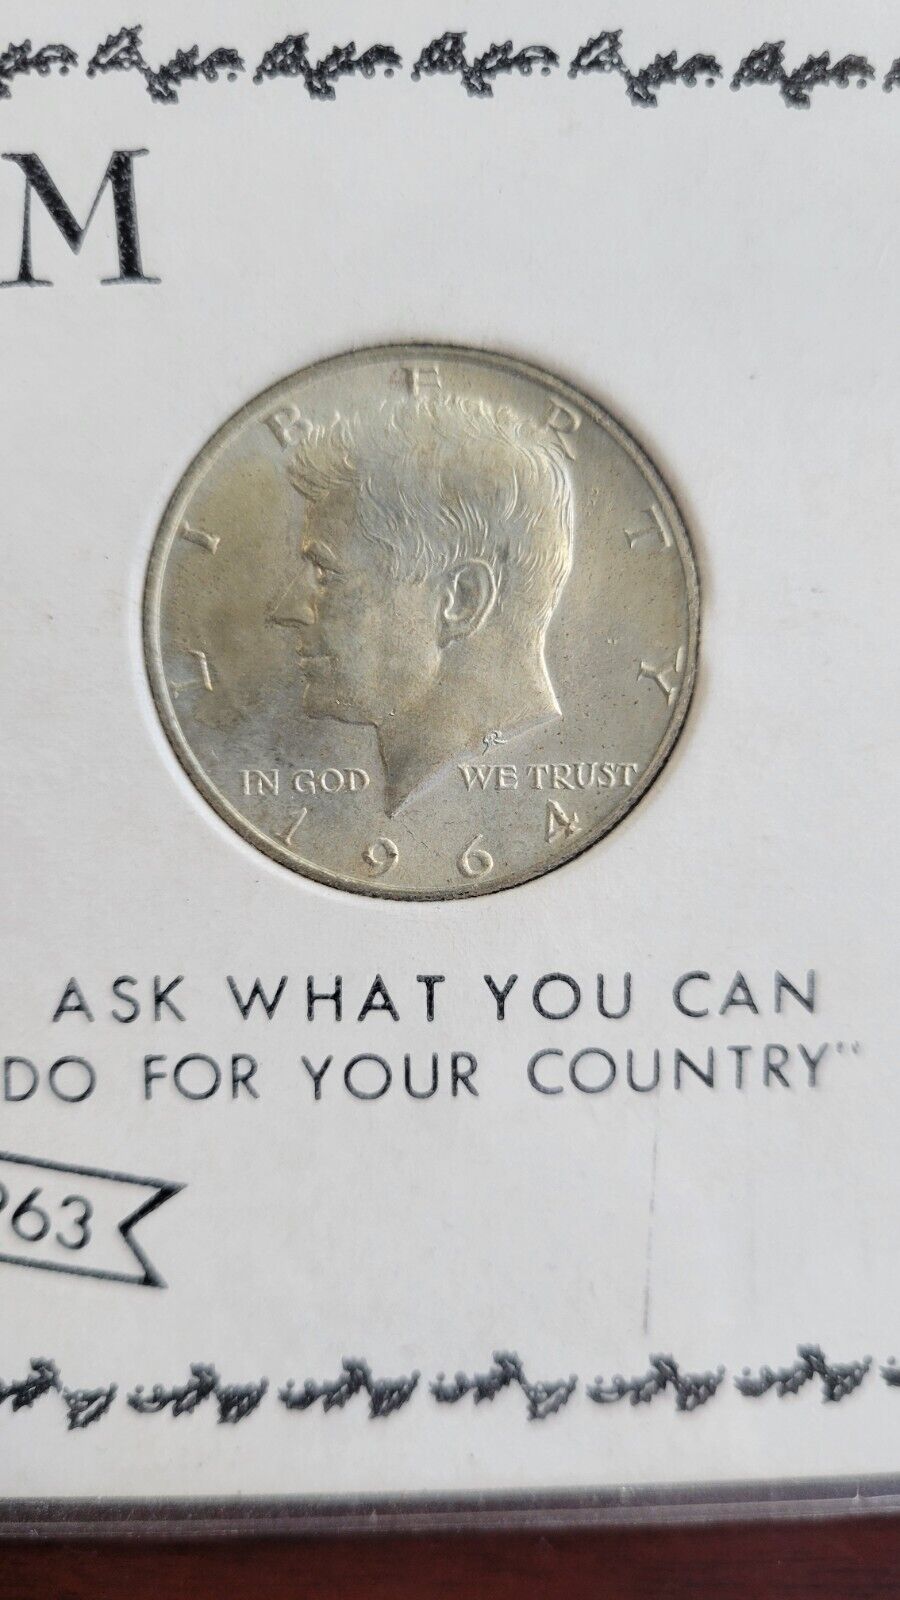 M
LIBERTY
IN GOD WE TRUST
1964
ASK WHAT YOU CAN
DO FOR YOUR COUNTRY"
963